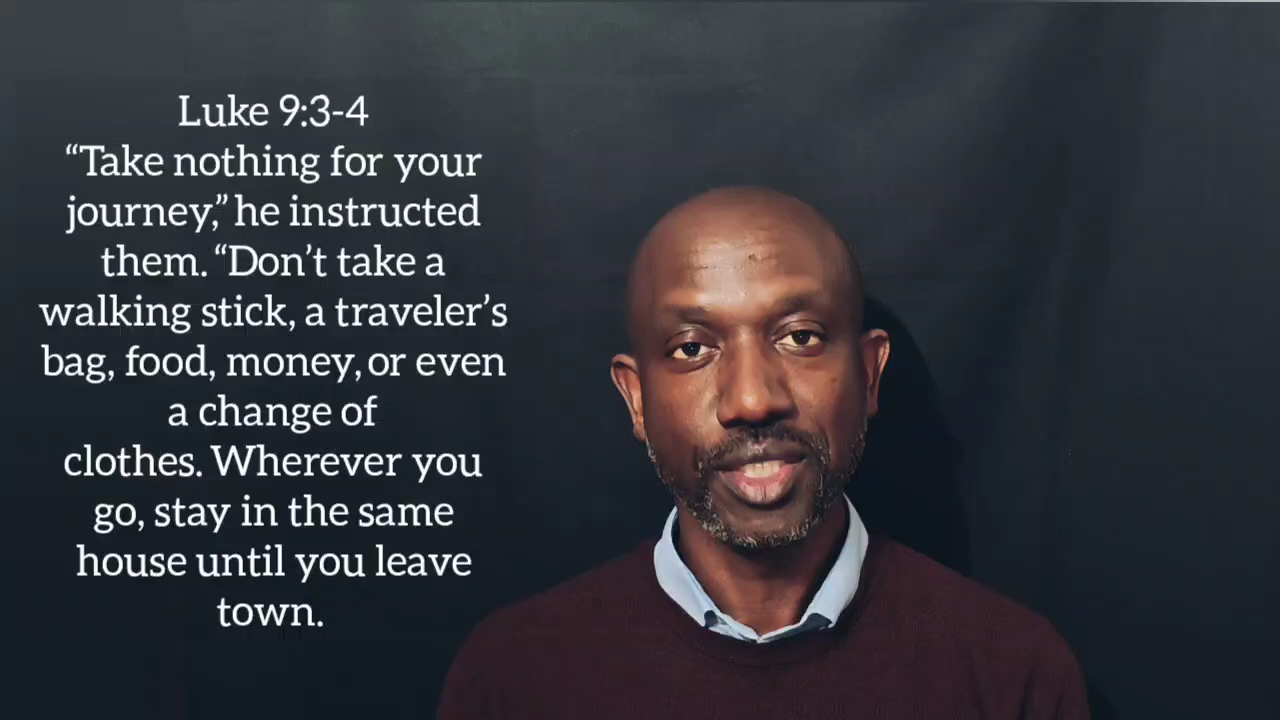 Luke 9:3-4
“Take nothing for your
journey,” he instructed
them. “Don’t take a
walking stick, a traveler’s
bag, food, money, or even
a change of
clothes. Wherever you
go, stay in the same
house until you leave
town.